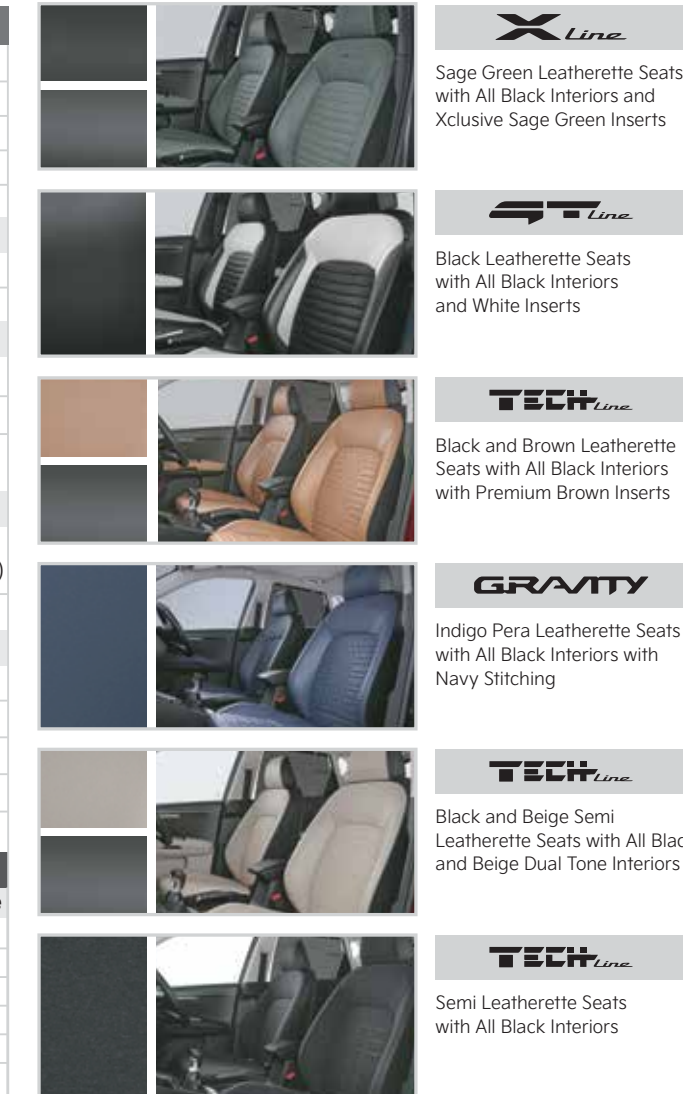 X Line
Sage Green Leatherette Seats
with All Black Interiors and
Xclusive Sage Green Inserts
GT Line
Black Leatherette Seats
with All Black Interiors
and White Inserts
TECH Line
Black and Brown Leatherette
Seats with All Black Interiors
with Premium Brown Inserts
)
GRAVITY
Indigo Pera Leatherette Seats
with All Black Interiors with
Navy Stitching
TECH Line
Black and Beige Semi
Leatherette Seats with All Blac
and Beige Dual Tone Interiors
e
TECH Line
Semi Leatherette Seats
with All Black Interiors